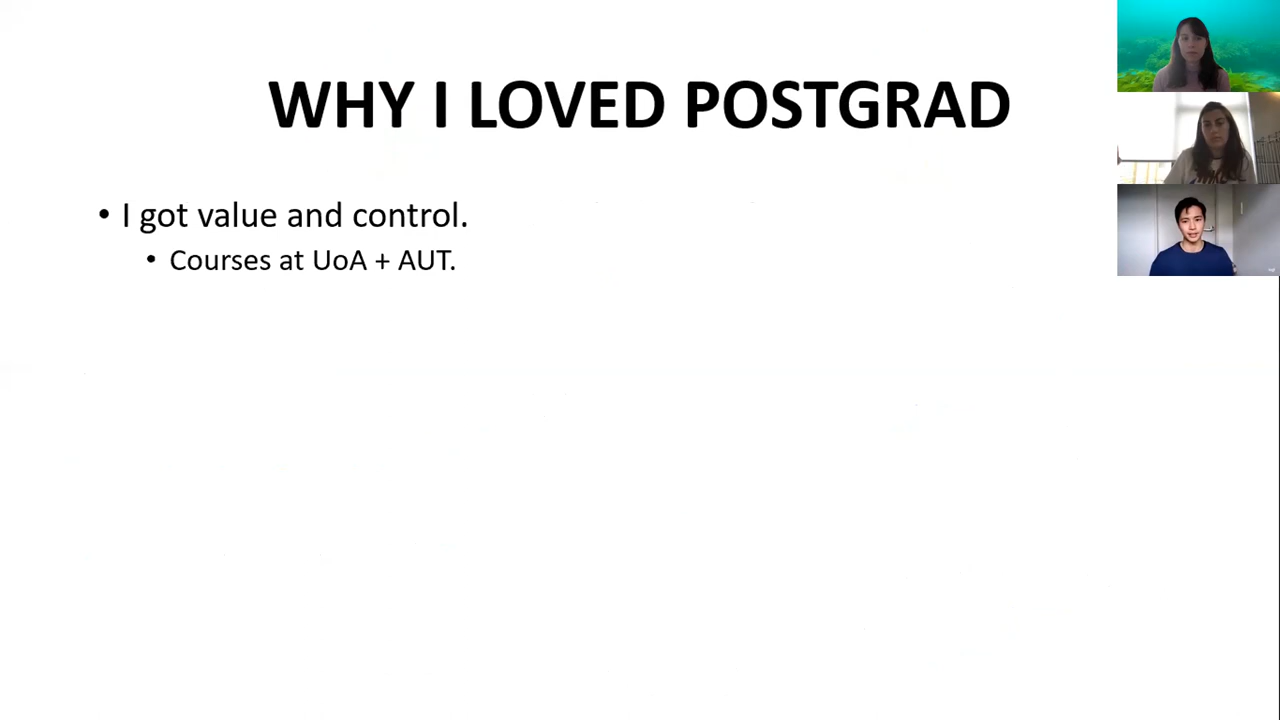 WHY I LOVED POSTGRAD
• I got value and control.
• Courses at UoA + AUT.